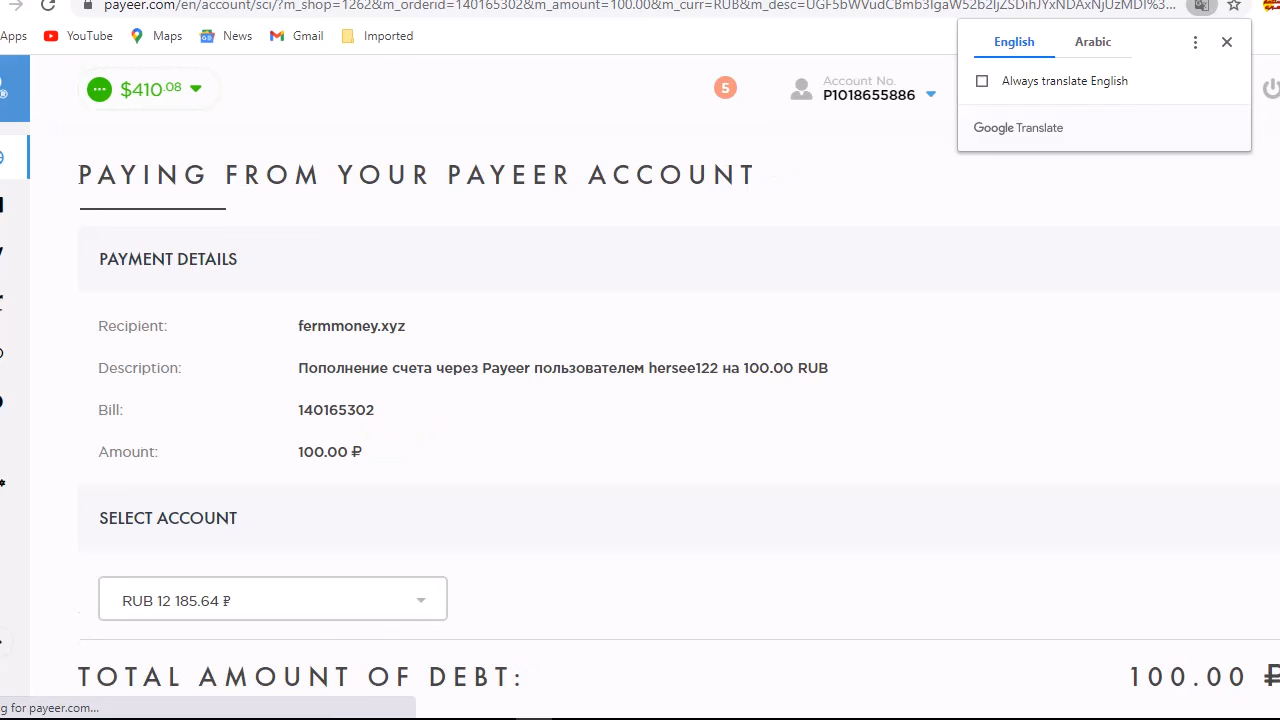 payeer.com/en/account/sci/?m_shop=1262&m_orderid=140165302&m_amount=100.00&m_curr=RUB&m_desc=
Apps YouTube Maps News Gmail Imported
English Arabic
Always translate English
Google Translate
$410.08
5
Account No.
P1018655886
PAYING FROM YOUR PAYEER ACCOUNT
PAYMENT DETAILS
Recipient: fermmoney.xyz
Description: Пополнение счета через Payeer пользователем hersee122 на 100.00 RUB
Bill: 140165302
Amount: 100.00 ₽
SELECT ACCOUNT
RUB 12 185.64 ₽
TOTAL AMOUNT OF DEBT: 100.00 ₽
g for payeer.com...